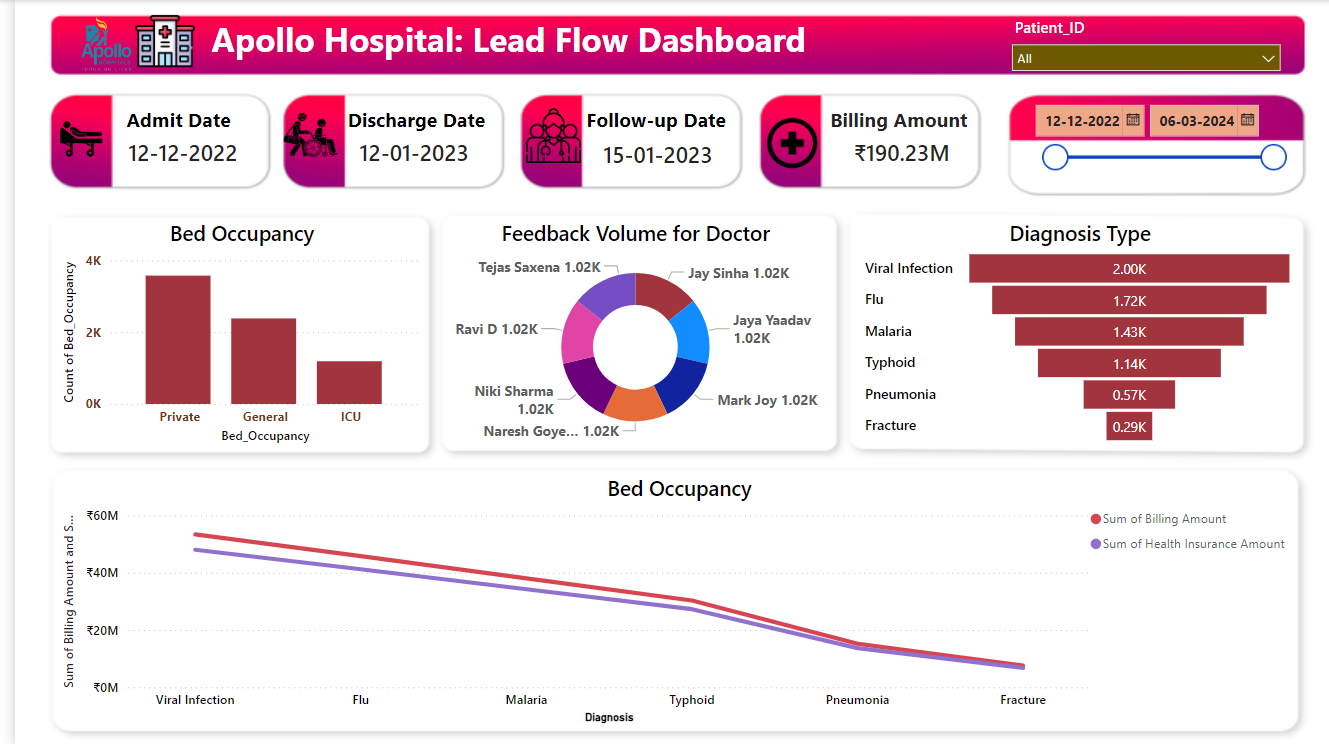 Apollo
HOSPITALS
Apollo Hospital: Lead Flow Dashboard
Patient_ID
All
Admit Date
12-12-2022
Discharge Date
12-01-2023
Follow-up Date
15-01-2023
Billing Amount
₹190.23M
12-12-2022
06-03-2024
Bed Occupancy
Count of Bed_Occupancy
4K
2K
0K
Private
General
ICU
Bed_Occupancy
Feedback Volume for Doctor
Tejas Saxena 1.02K
Jay Sinha 1.02K
Ravi D 1.02K
Jaya Yaadav
1.02K
Niki Sharma
1.02K
Mark Joy 1.02K
Naresh Goye... 1.02K
Diagnosis Type
Viral Infection 2.00K
Flu 1.72K
Malaria 1.43K
Typhoid 1.14K
Pneumonia 0.57K
Fracture 0.29K
Bed Occupancy
Sum of Billing Amount and S...
₹60M
₹40M
₹20M
₹0M
Viral Infection
Flu
Malaria
Typhoid
Pneumonia
Fracture
Diagnosis
Sum of Billing Amount
Sum of Health Insurance Amount